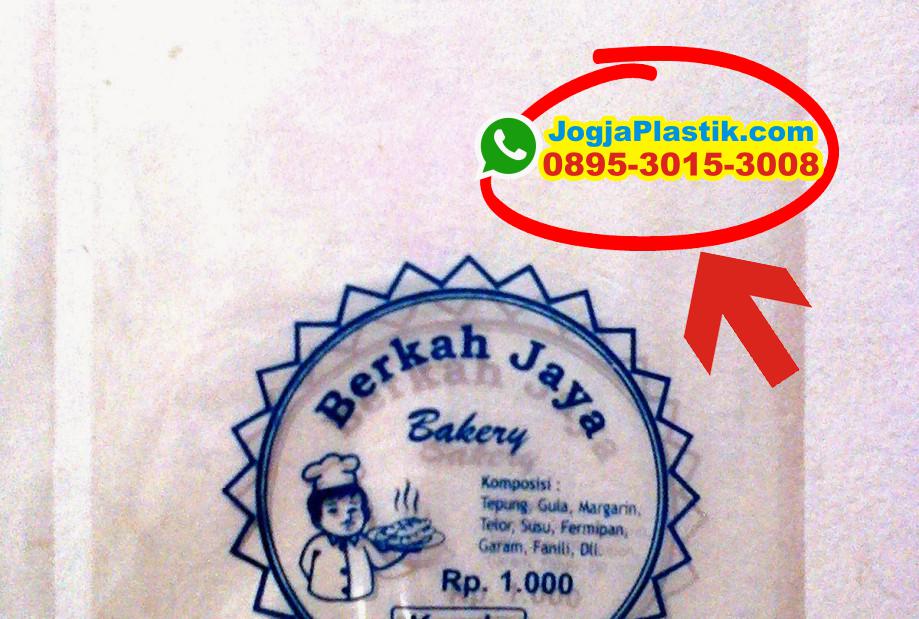 JogjaPlastik.com
0895-3015-3008
Berkah Jaya
Bakery
Komposisi :
Tepung, Gula, Margarin,
Telor, Susu, Fermipan,
Garam, Fanili, Dll.
Rp. 1.000